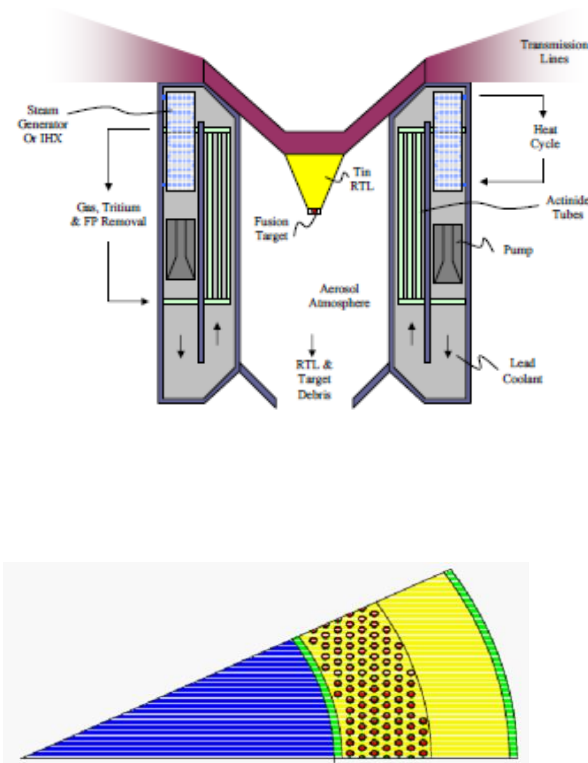 Transmission
Lines
Steam
Generator
Or IHX
Heat
Cycle
Tin
RTL
Gas, Tritium
& FP Removal
Fusion
Target
Actinide
Tubes
Pump
Aerosol
Atmosphere
RTL &
Target
Debris
Lead
Coolant